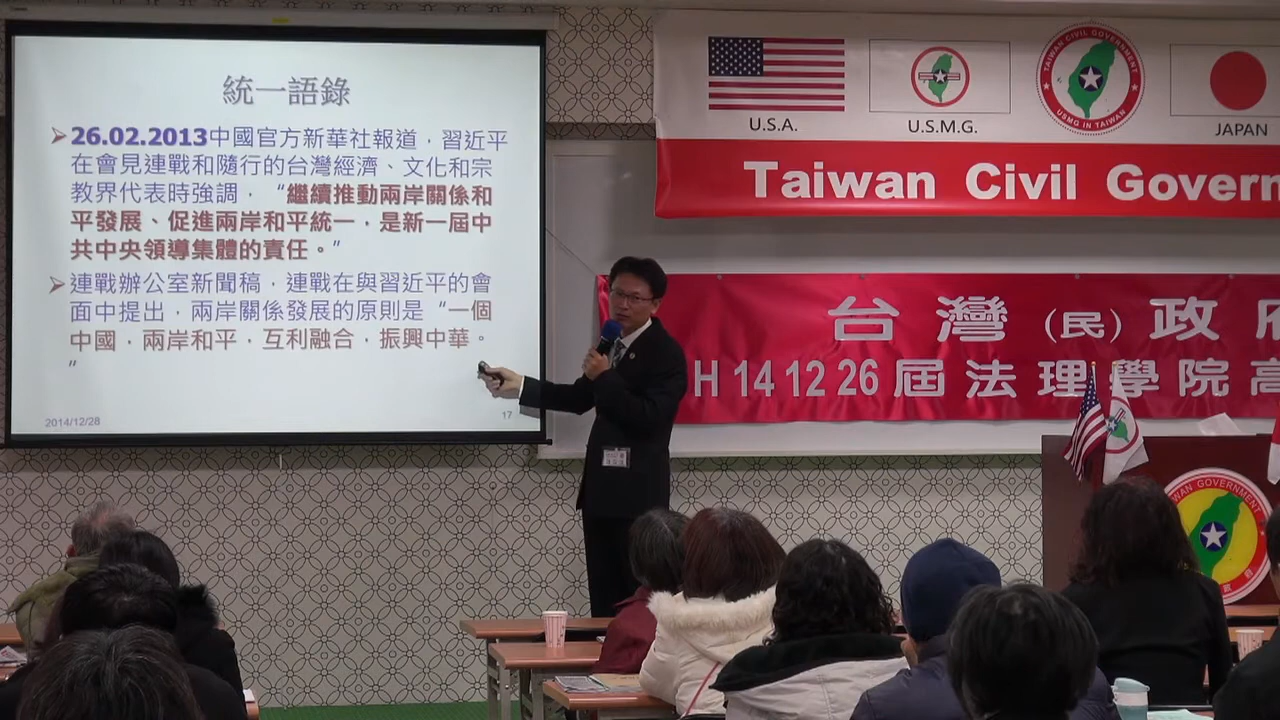 統一語錄
26.02.2013中國官方新華社報道，習近平
在會見連戰和隨行的台灣經濟、文化和宗
教界代表時強調，“繼續推動兩岸關係和
平發展、促進兩岸和平統一，是新一屆中
共中央領導集體的責任。”
連戰辦公室新聞稿，連戰在與習近平的會
面中提出，兩岸關係發展的原則是“一個
中國，兩岸和平，互利融合，振興中華。
”
2014/12/28
17
U.S.A.
U.S.M.G.
TAIWAN CIVIL GOVERNMENT
USMG IN TAIWAN
JAPAN
Taiwan Civil Govern
台灣(民)政府
H 14 12 26 屆法理學院高
WAN GOVERNMENT